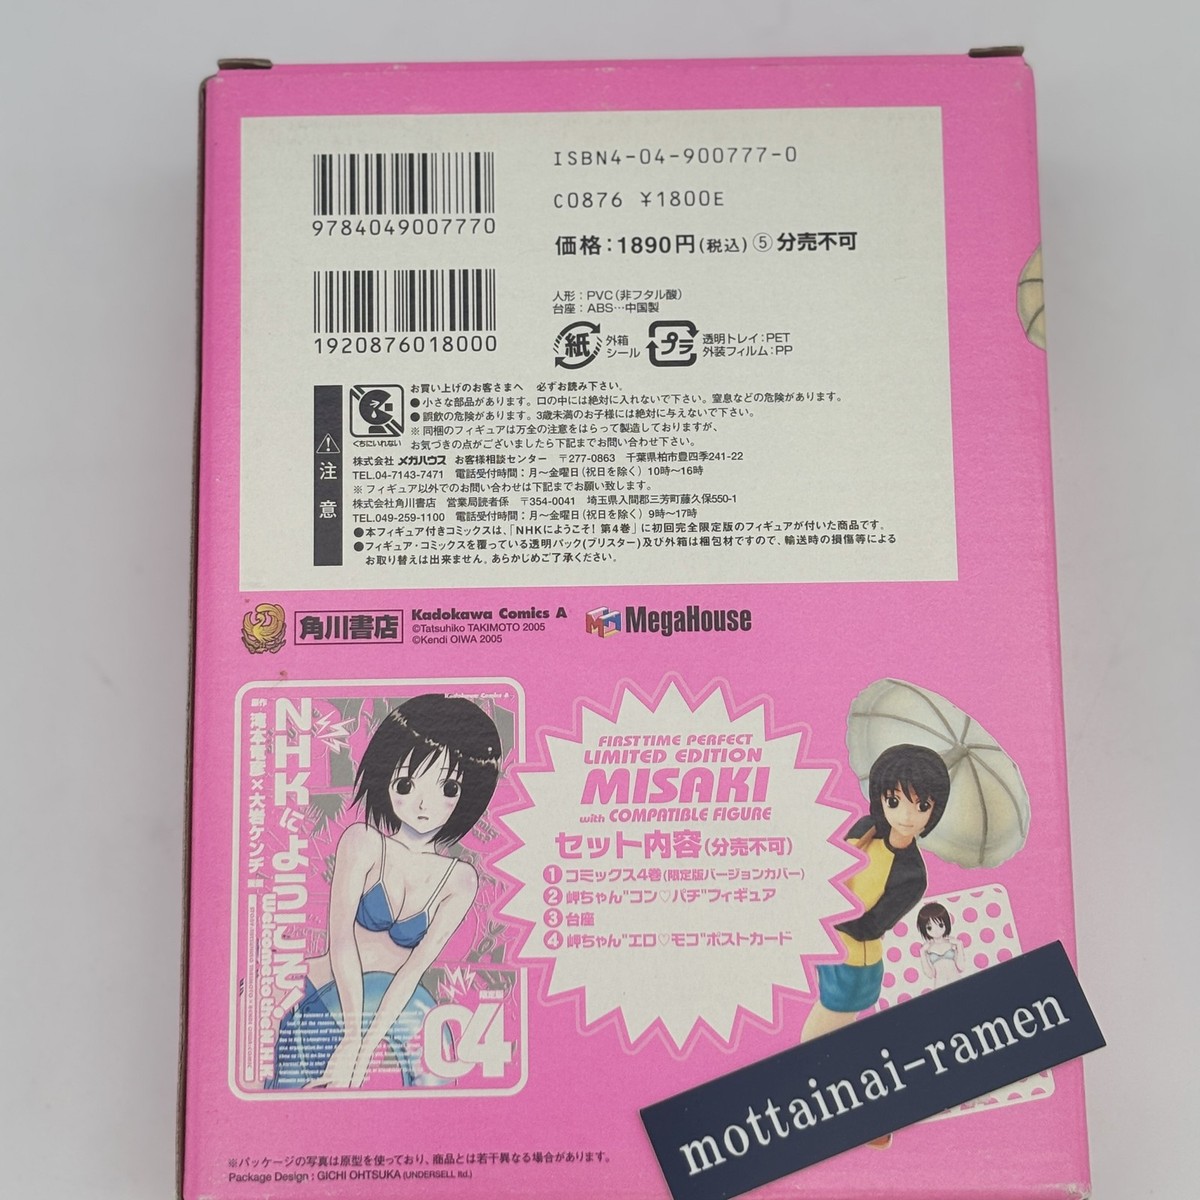 ISBN4-04-900777-0
C0876 ¥1800E
9784049007770
価格：1890円(税込)⑤分売不可
1920876018000
人形：PVC(非フタル酸)
台座：ABS…中国製
紙 外箱 シール
プラ 透明トレイ：PET 外装フィルム：PP
注意
くちにいれない
お買い上げのお客さまへ　必ずお読み下さい。
●小さな部品があります。口の中には絶対に入れないで下さい。窒息などの危険があります。
●誤飲の危険があります。3歳未満のお子様には絶対に与えないで下さい。
※同梱のフィギュアは万全の注意をはらって製造しておりますが、
お気づきの点がございましたら下記までお問い合わせ下さい。
株式会社 メガハウス お客様相談センター　〒277-0863　千葉県柏市豊四季241-22
TEL.04-7143-7471　電話受付時間：月〜金曜日(祝日を除く)10時〜16時
※フィギュア以外でのお問い合わせは下記までお願い致します。
株式会社角川書店　営業局読者係　〒354-0041　埼玉県入間郡三芳町藤久保550-1
TEL.049-259-1100　電話受付時間：月〜金曜日(祝日を除く)9時〜17時
●本フィギュア付きコミックスは、「NHKにようこそ! 第4巻」に初回完全限定版のフィギュアが付いた商品です。
●フィギュア・コミックスを覆っている透明パック(ブリスター)及び外箱は梱包材ですので、輸送時の損傷等による
お取り替えは出来ません。あらかじめご了承ください。
角川書店
Kadokawa Comics A
©Tatsuhiko TAKIMOTO 2005
©Kendi OIWA 2005
MegaHouse
Kadokawa Comics A
原作 滝本竜彦×大岩ケンヂ 漫画
NHKにようこそ!
Welcome to the N.H.K.
限定版
04
FIRST TIME PERFECT
LIMITED EDITION
MISAKI
with COMPATIBLE FIGURE
セット内容(分売不可)
①コミックス4巻(限定版バージョンカバー)
②岬ちゃん"コン♡パチ"フィギュア
③台座
④岬ちゃん"エロ♡モコ"ポストカード
mottainai-ramen
※パッケージの写真は原型を使っており、商品とは若干異なる場合があります。
Package Design : GICHI OHTSUKA (UNDERSELL ltd.)